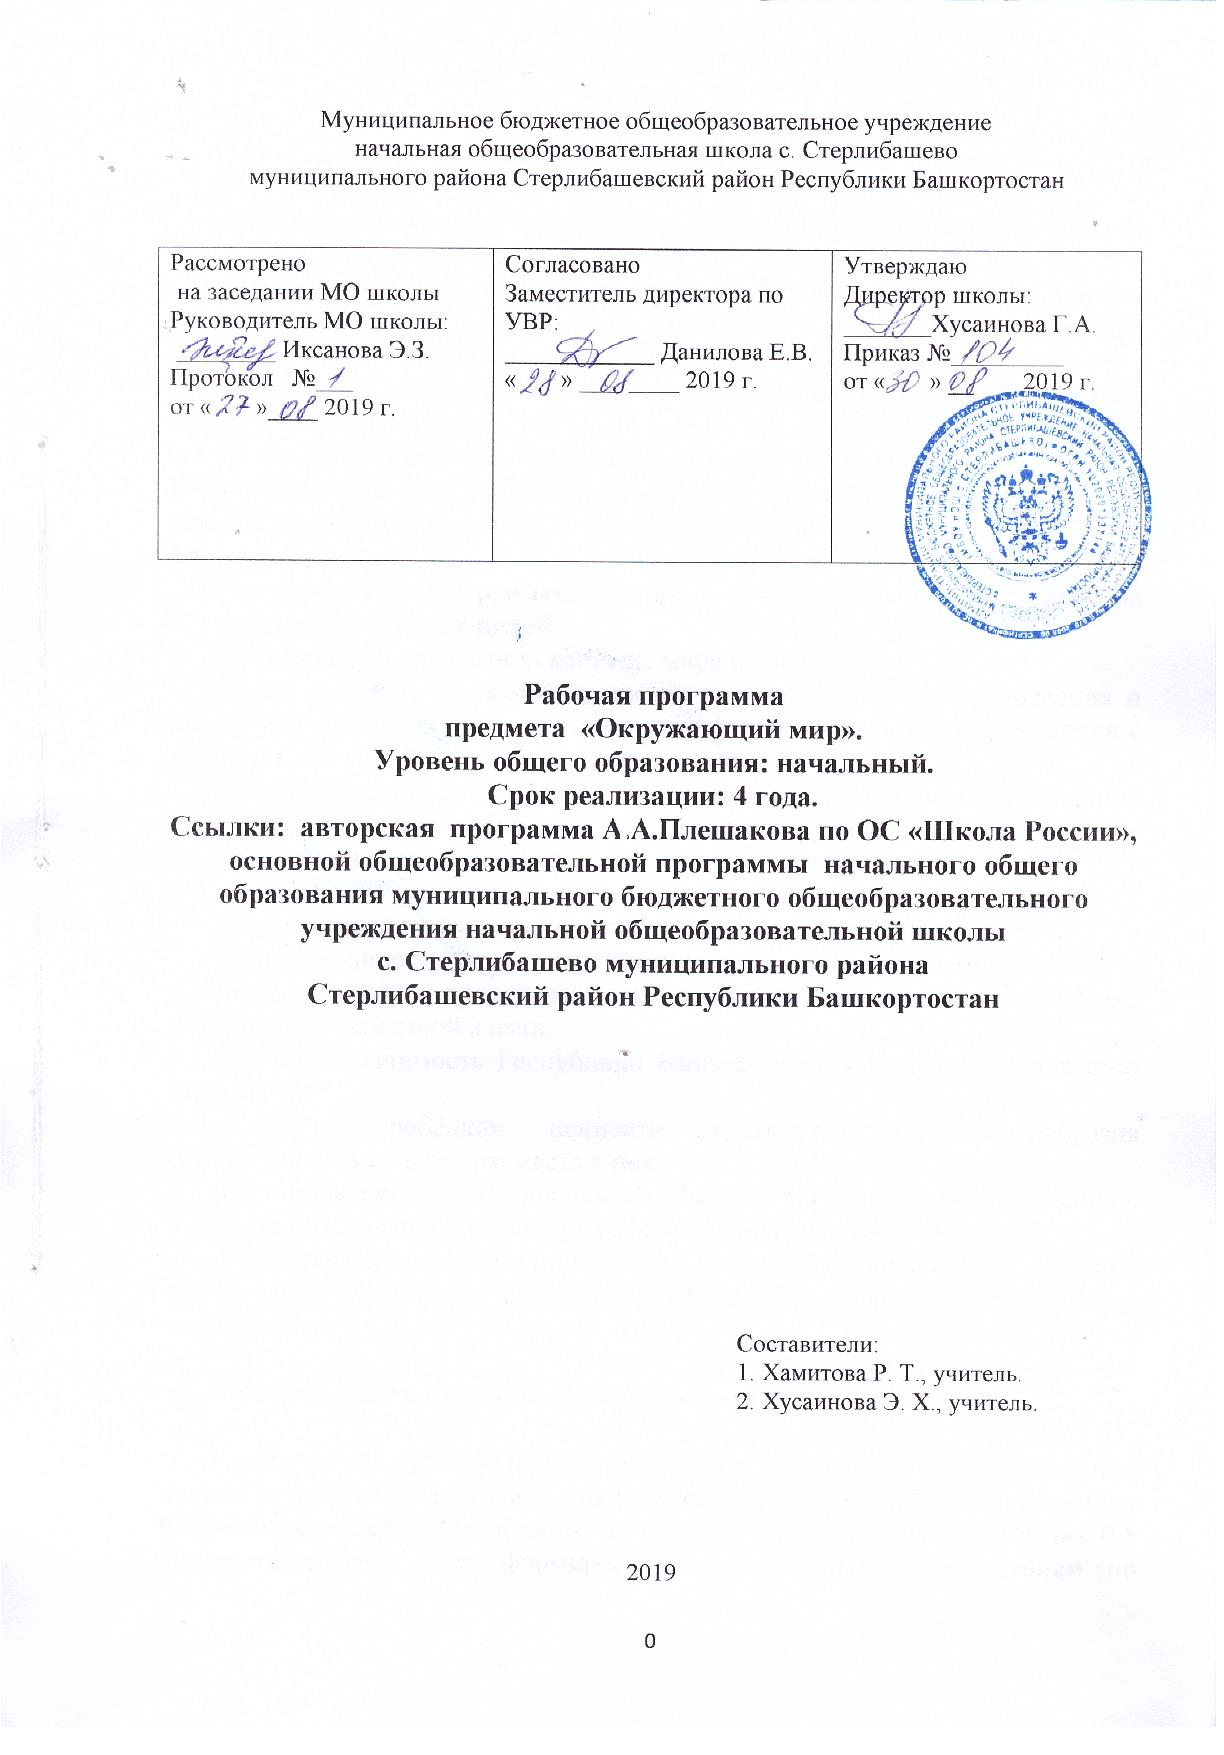 Муниципальное бюджетное общеобразовательное учреждение
начальная общеобразовательная школа с. Стерлибашево
муниципального района Стерлибашевский район Республики Башкортостан
Рассмотрено
на заседании МО школы
Руководитель МО школы:
Иксанова Э.З.
Протокол № 1
от « 27 » 08 2019 г.
Согласовано
Заместитель директора по
УВР:
Данилова Е.В.
« 28 » 08 2019 г.
Утверждаю
Директор школы:
Хусаинова Г.А.
Приказ № 104
от «30 » 08 2019 г.
Рабочая программа
предмета «Окружающий мир».
Уровень общего образования: начальный.
Срок реализации: 4 года.
Ссылки: авторская программа А.А.Плешакова по ОС «Школа России»,
основной общеобразовательной программы начального общего
образования муниципального бюджетного общеобразовательного
учреждения начальной общеобразовательной школы
с. Стерлибашево муниципального района
Стерлибашевский район Республики Башкортостан
Составители:
1. Хамитова Р. Т., учитель.
2. Хусаинова Э. Х., учитель.
2019
0